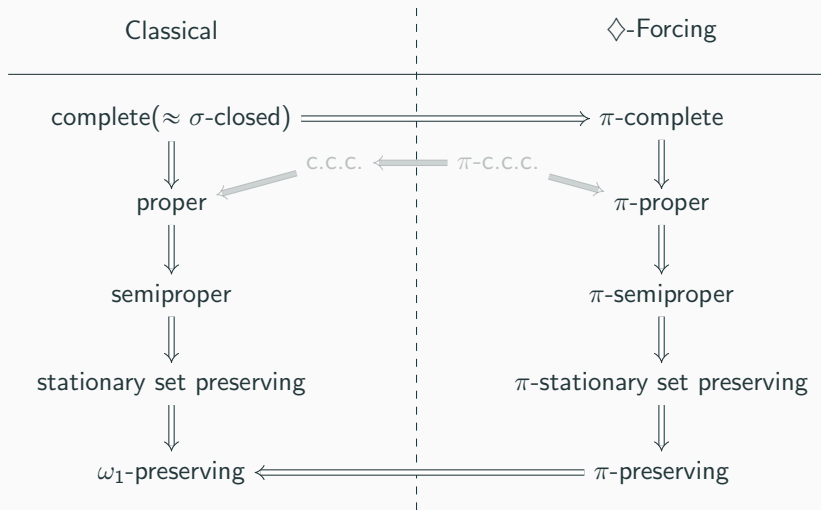 Classical ♢-Forcing
complete(≈ σ-closed) π-complete
c.c.c. π-c.c.c.
proper π-proper
semiproper π-semiproper
stationary set preserving π-stationary set preserving
ω₁-preserving π-preserving